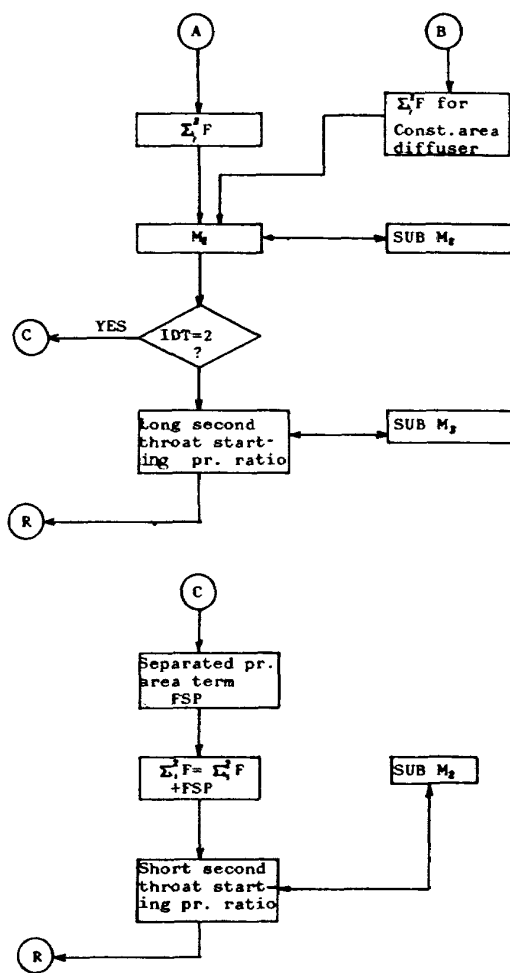 A
B
Σ₁²F
Σ₁²F for
Const.area
diffuser
M₂
SUB M₂
YES
C
IDT=2
?
Long second
throat start-
ing pr. ratio
SUB M₂
R
C
Separated pr.
area term
FSP
Σ₁²F= Σ₁²F
+FSP
SUB M₂
Short second
throat start-
ing pr. ratio
R